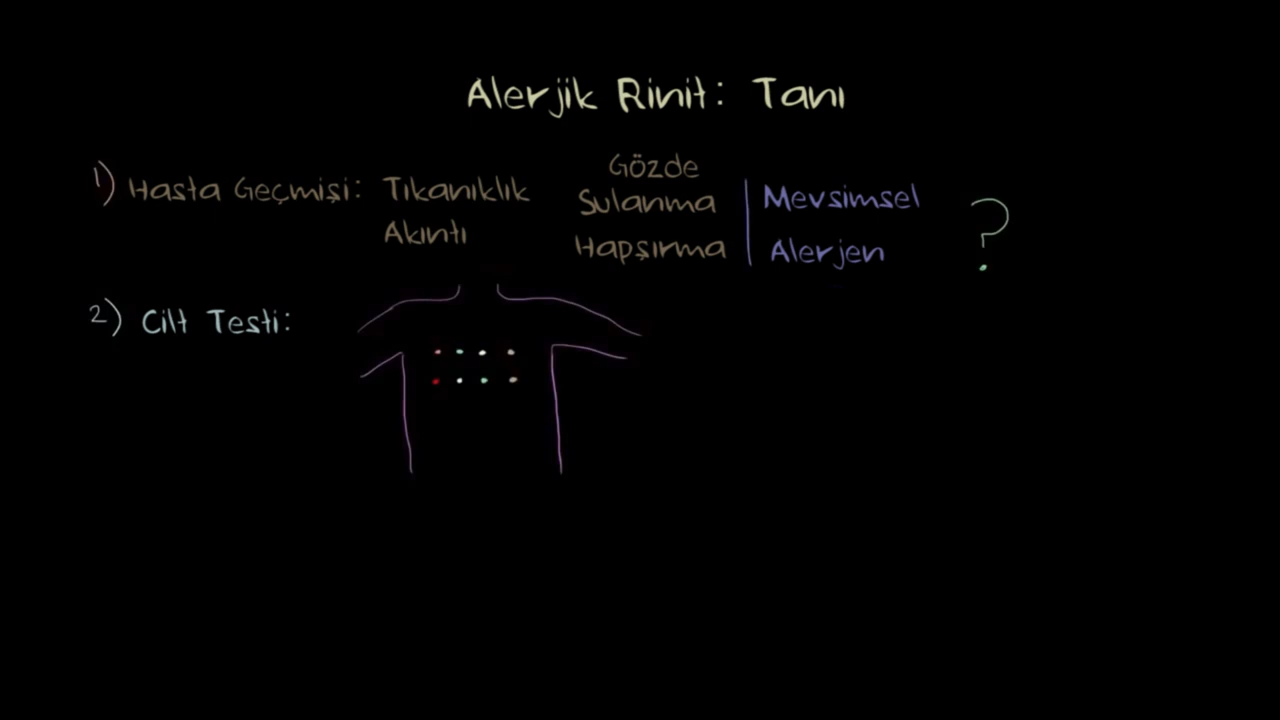 Alerjik Rinit: Tanı
1) Hasta Geçmişi: Tıkanıklık
Akıntı
Gözde
Sulanma
Hapşırma
Mevsimsel
Alerjen
?
2) Cilt Testi: